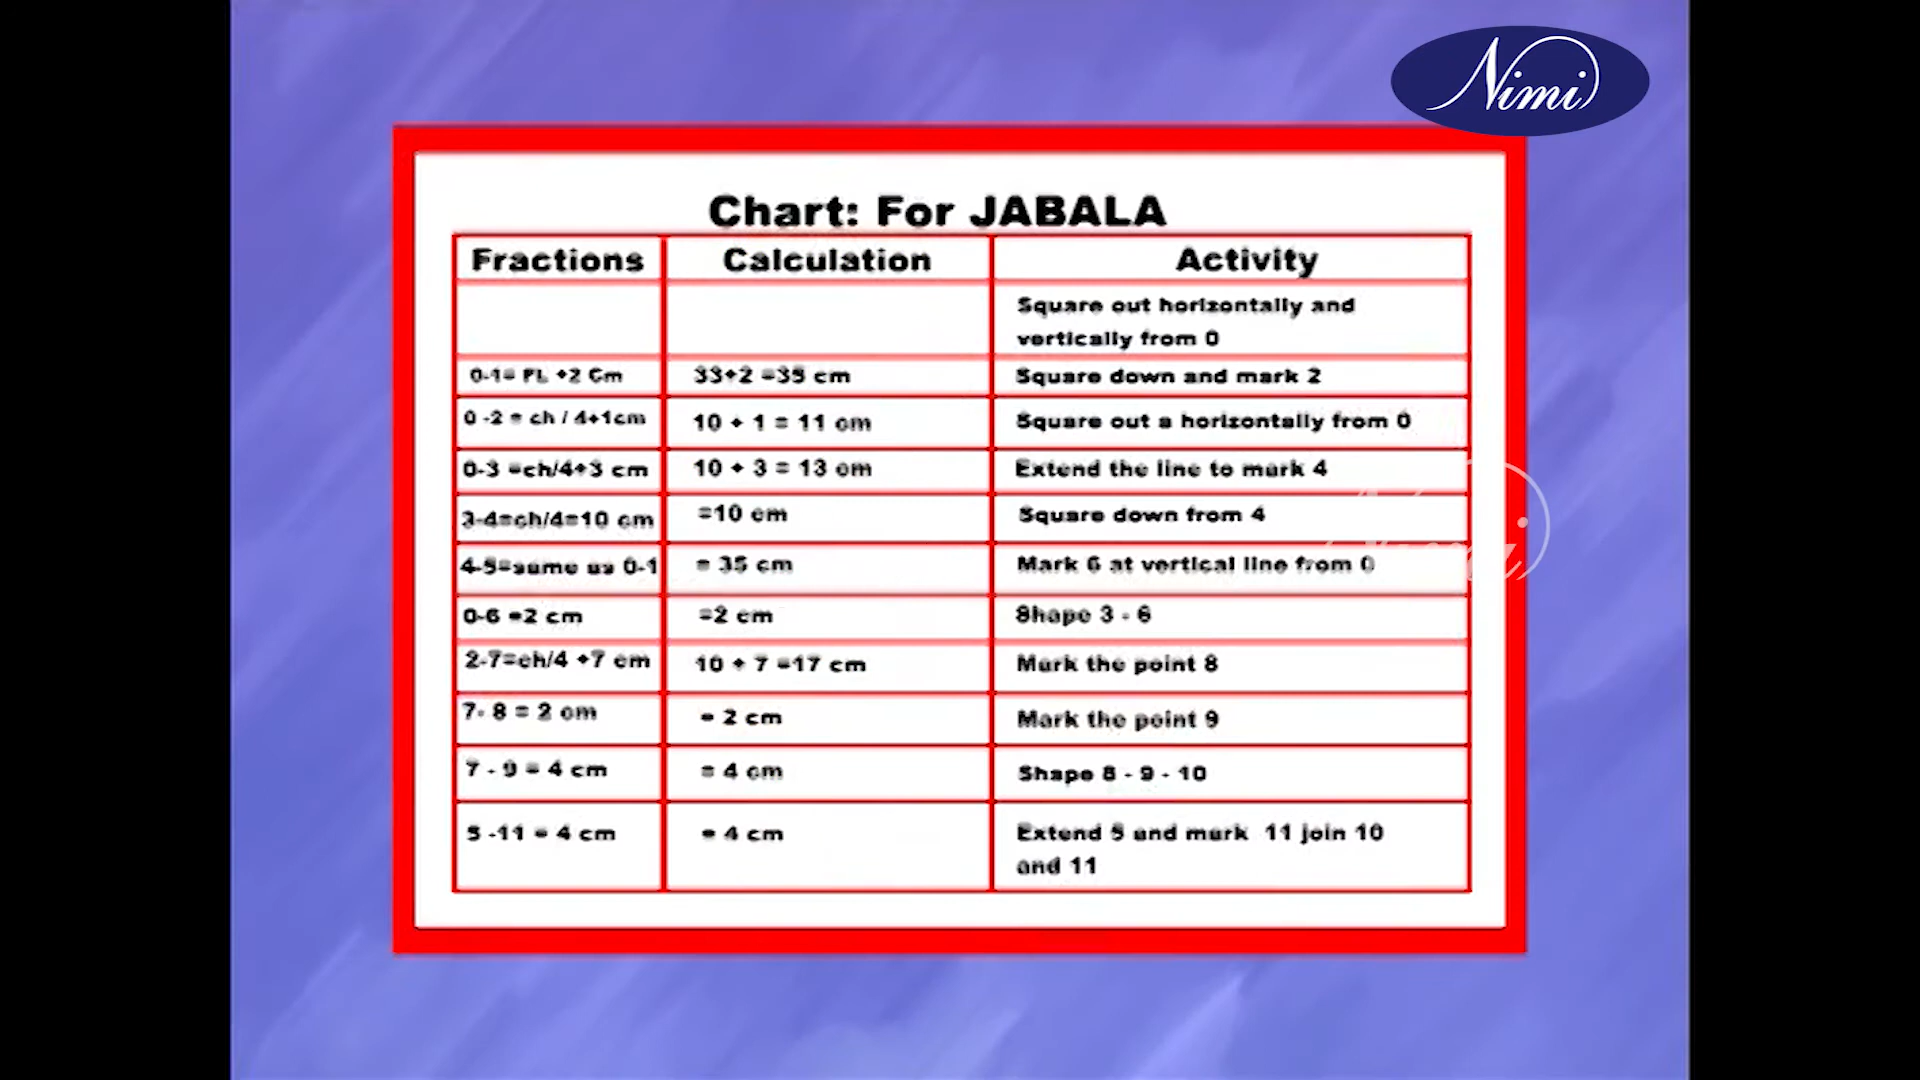 Nimi
Chart: For JABALA
Fractions Calculation Activity
Square out horizontally and
vertically from 0
0-1= FL +2 Cm 33+2 =35 cm Square down and mark 2
0 -2 = ch / 4+1cm 10 + 1 = 11 cm Square out a horizontally from 0
0-3 =ch/4+3 cm 10 + 3 = 13 cm Extend the line to mark 4
3-4=ch/4=10 cm =10 cm Square down from 4
4-5=same as 0-1 = 35 cm Mark 6 at vertical line from 0
0-6 =2 cm =2 cm Shape 3 - 6
2-7=ch/4 +7 cm 10 + 7 =17 cm Mark the point 8
7- 8 = 2 cm = 2 cm Mark the point 9
7 - 9 = 4 cm = 4 cm Shape 8 - 9 - 10
5 -11 = 4 cm = 4 cm Extend 5 and mark 11 join 10
and 11